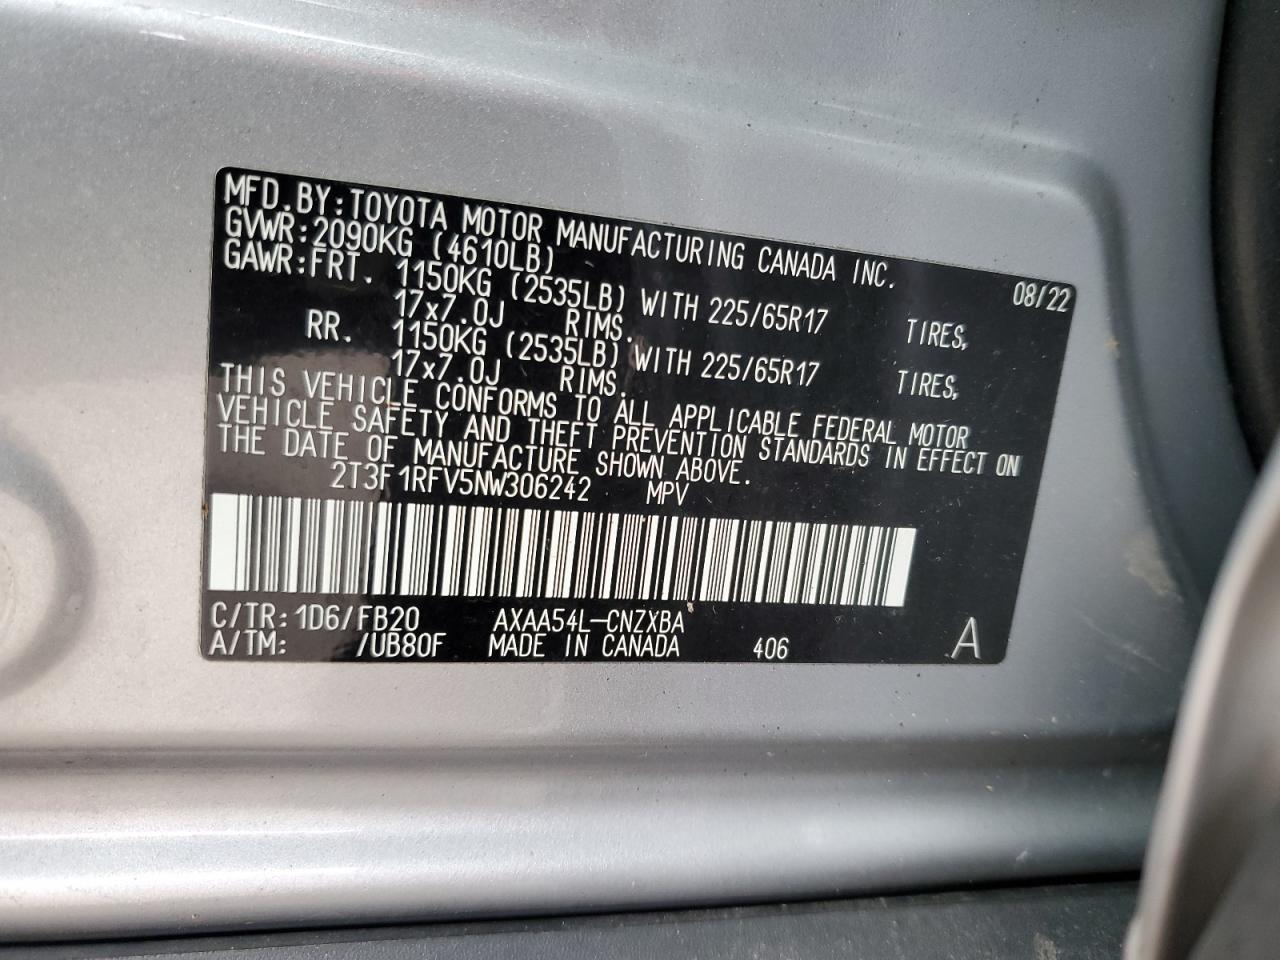 MFD.BY:TOYOTA MOTOR MANUFACTURING CANADA INC.
GVWR:2090KG (4610LB) 08/22
GAWR:FRT. 1150KG (2535LB) WITH 225/65R17 TIRES,
17x7.0J RIMS.
RR. 1150KG (2535LB) WITH 225/65R17 TIRES,
17x7.0J RIMS.
THIS VEHICLE CONFORMS TO ALL APPLICABLE FEDERAL MOTOR
VEHICLE SAFETY AND THEFT PREVENTION STANDARDS IN EFFECT ON
THE DATE OF MANUFACTURE SHOWN ABOVE.
2T3F1RFV5NW306242 MPV
C/TR:1D6/FB20 AXAA54L-CNZXBA
A/TM: /UB80F MADE IN CANADA 406 A